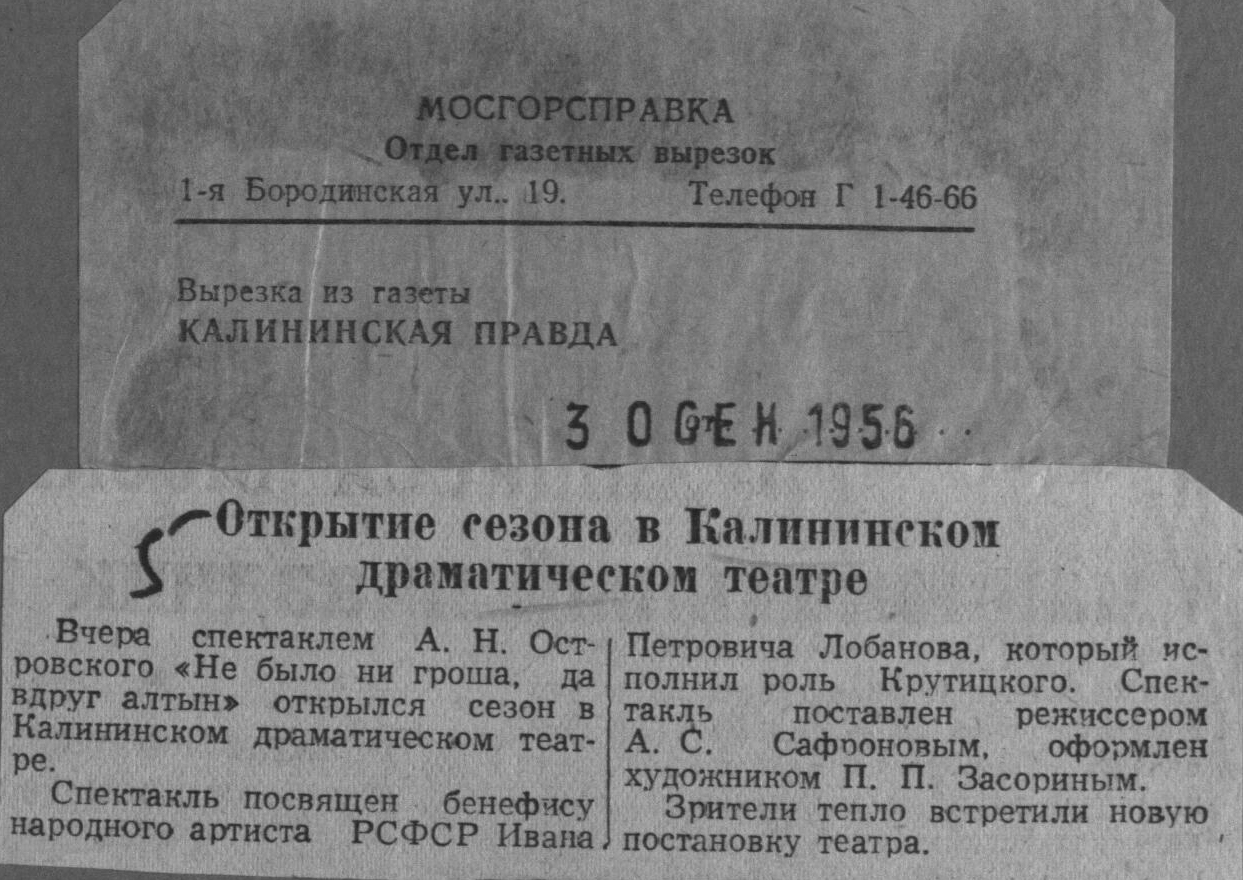 МОСГОРСПРАВКА
Отдел газетных вырезок
1-я Бородинская ул.. 19. Телефон Г 1-46-66
Вырезка из газеты
КАЛИНИНСКАЯ ПРАВДА
3 0 СЕН 1956
Открытие сезона в Калининском
драматическом театре
Вчера спектаклем А. Н. Ост-
ровского «Не было ни гроша, да
вдруг алтын» открылся сезон в
Калининском драматическом теат-
ре.
Спектакль посвящен бенефису
народного артиста РСФСР Ивана
Петровича Лобанова, который ис-
полнил роль Крутицкого. Спек-
такль поставлен режиссером
А. С. Сафроновым, оформлен
художником П. П. Засориным.
Зрители тепло встретили новую
постановку театра.